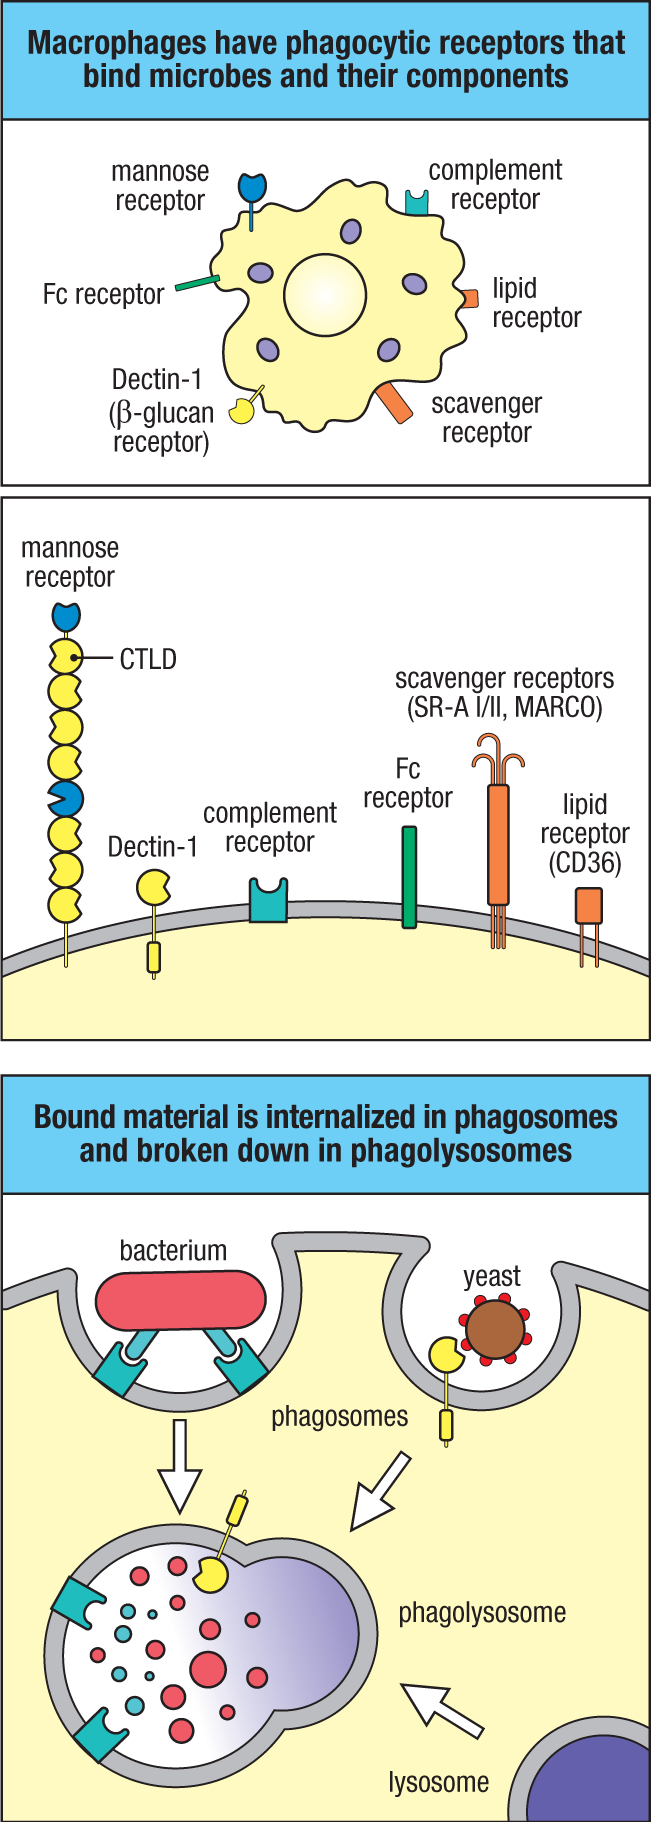 Macrophages have phagocytic receptors that
bind microbes and their components
mannose
receptor
complement
receptor
Fc receptor
lipid
receptor
Dectin-1
(β-glucan
receptor)
scavenger
receptor
mannose
receptor
CTLD
scavenger receptors
(SR-A I/II, MARCO)
Fc
receptor
complement
receptor
lipid
receptor
(CD36)
Dectin-1
Bound material is internalized in phagosomes
and broken down in phagolysosomes
bacterium
yeast
phagosomes
phagolysosome
lysosome